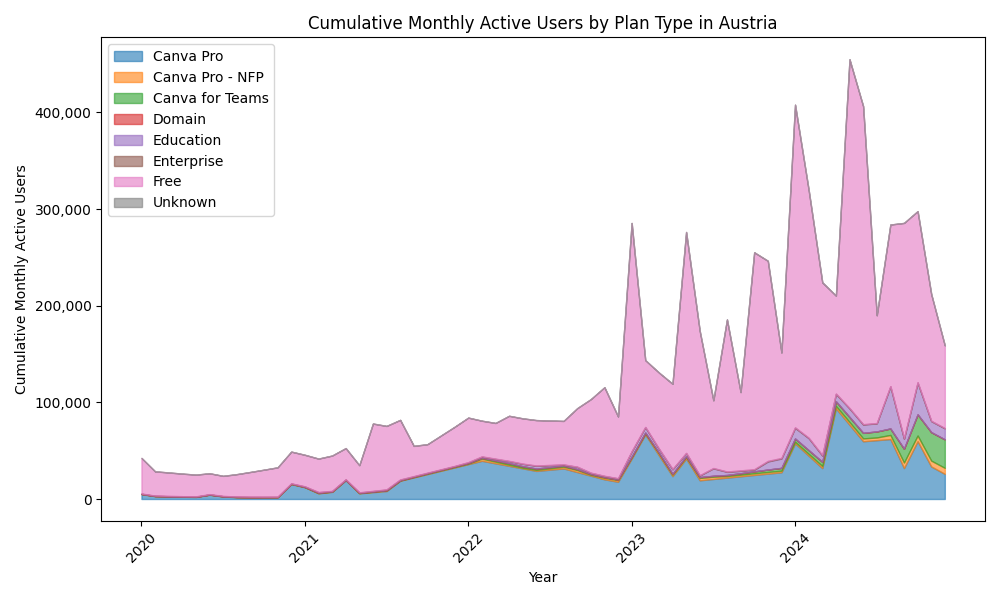 Cumulative Monthly Active Users by Plan Type in Austria
Canva Pro
Canva Pro - NFP
Canva for Teams
Domain
Education
Enterprise
Free
Unknown
Cumulative Monthly Active Users
400,000
300,000
200,000
100,000
0
2020
2021
2022
2023
2024
Year